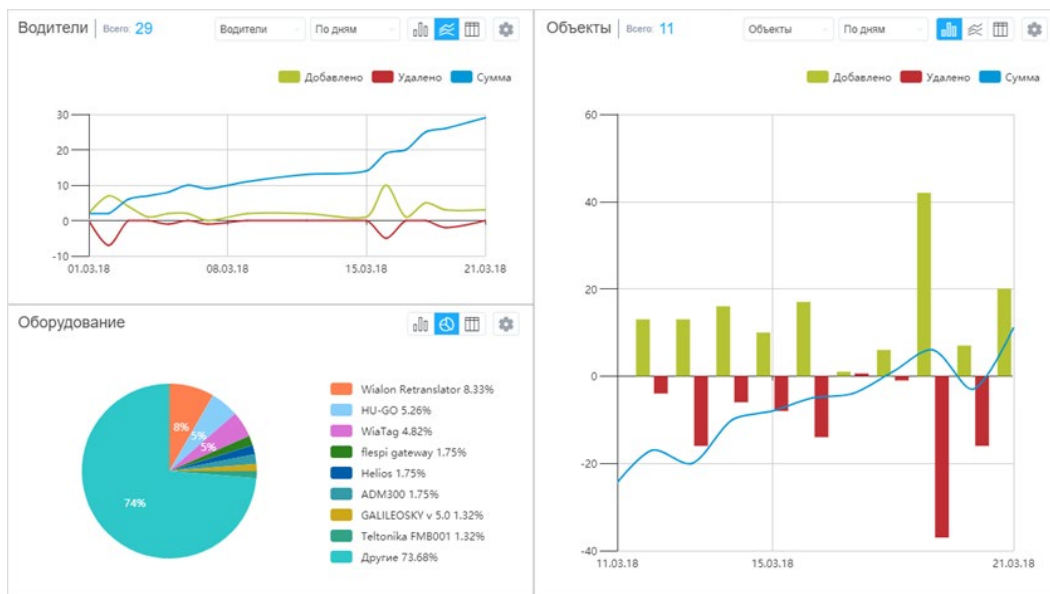 Водители | Всего: 29
Водители
По дням
Добавлено
Удалено
Сумма
30
20
10
0
-10
01.03.18
08.03.18
15.03.18
21.03.18
Оборудование
8%
5%
5%
74%
Wialon Retranslator 8.33%
HU-GO 5.26%
WiaTag 4.82%
flespi gateway 1.75%
Helios 1.75%
ADM300 1.75%
GALILEOSKY v 5.0 1.32%
Teltonika FMB001 1.32%
Другие 73.68%
Объекты | Всего: 11
Объекты
По дням
Добавлено
Удалено
Сумма
60
40
20
0
-20
-40
11.03.18
15.03.18
21.03.18